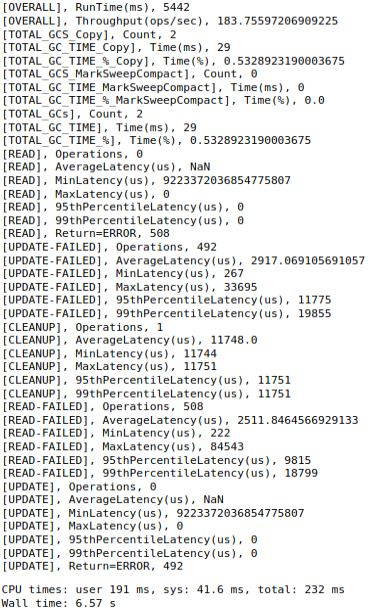 [OVERALL], RunTime(ms), 5442
[OVERALL], Throughput(ops/sec), 183.75597206909225
[TOTAL_GCS_Copy], Count, 2
[TOTAL_GC_TIME_Copy], Time(ms), 29
[TOTAL_GC_TIME_%_Copy], Time(%), 0.5328923190003675
[TOTAL_GCS_MarkSweepCompact], Count, 0
[TOTAL_GC_TIME_MarkSweepCompact], Time(ms), 0
[TOTAL_GC_TIME_%_MarkSweepCompact], Time(%), 0.0
[TOTAL_GCs], Count, 2
[TOTAL_GC_TIME], Time(ms), 29
[TOTAL_GC_TIME_%], Time(%), 0.5328923190003675
[READ], Operations, 0
[READ], AverageLatency(us), NaN
[READ], MinLatency(us), 9223372036854775807
[READ], MaxLatency(us), 0
[READ], 95thPercentileLatency(us), 0
[READ], 99thPercentileLatency(us), 0
[READ], Return=ERROR, 508
[UPDATE-FAILED], Operations, 492
[UPDATE-FAILED], AverageLatency(us), 2917.069105691057
[UPDATE-FAILED], MinLatency(us), 267
[UPDATE-FAILED], MaxLatency(us), 33695
[UPDATE-FAILED], 95thPercentileLatency(us), 11775
[UPDATE-FAILED], 99thPercentileLatency(us), 19855
[CLEANUP], Operations, 1
[CLEANUP], AverageLatency(us), 11748.0
[CLEANUP], MinLatency(us), 11744
[CLEANUP], MaxLatency(us), 11751
[CLEANUP], 95thPercentileLatency(us), 11751
[CLEANUP], 99thPercentileLatency(us), 11751
[READ-FAILED], Operations, 508
[READ-FAILED], AverageLatency(us), 2511.8464566929133
[READ-FAILED], MinLatency(us), 222
[READ-FAILED], MaxLatency(us), 84543
[READ-FAILED], 95thPercentileLatency(us), 9815
[READ-FAILED], 99thPercentileLatency(us), 18799
[UPDATE], Operations, 0
[UPDATE], AverageLatency(us), NaN
[UPDATE], MinLatency(us), 9223372036854775807
[UPDATE], MaxLatency(us), 0
[UPDATE], 95thPercentileLatency(us), 0
[UPDATE], 99thPercentileLatency(us), 0
[UPDATE], Return=ERROR, 492
CPU times: user 191 ms, sys: 41.6 ms, total: 232 ms
Wall time: 6.57 s